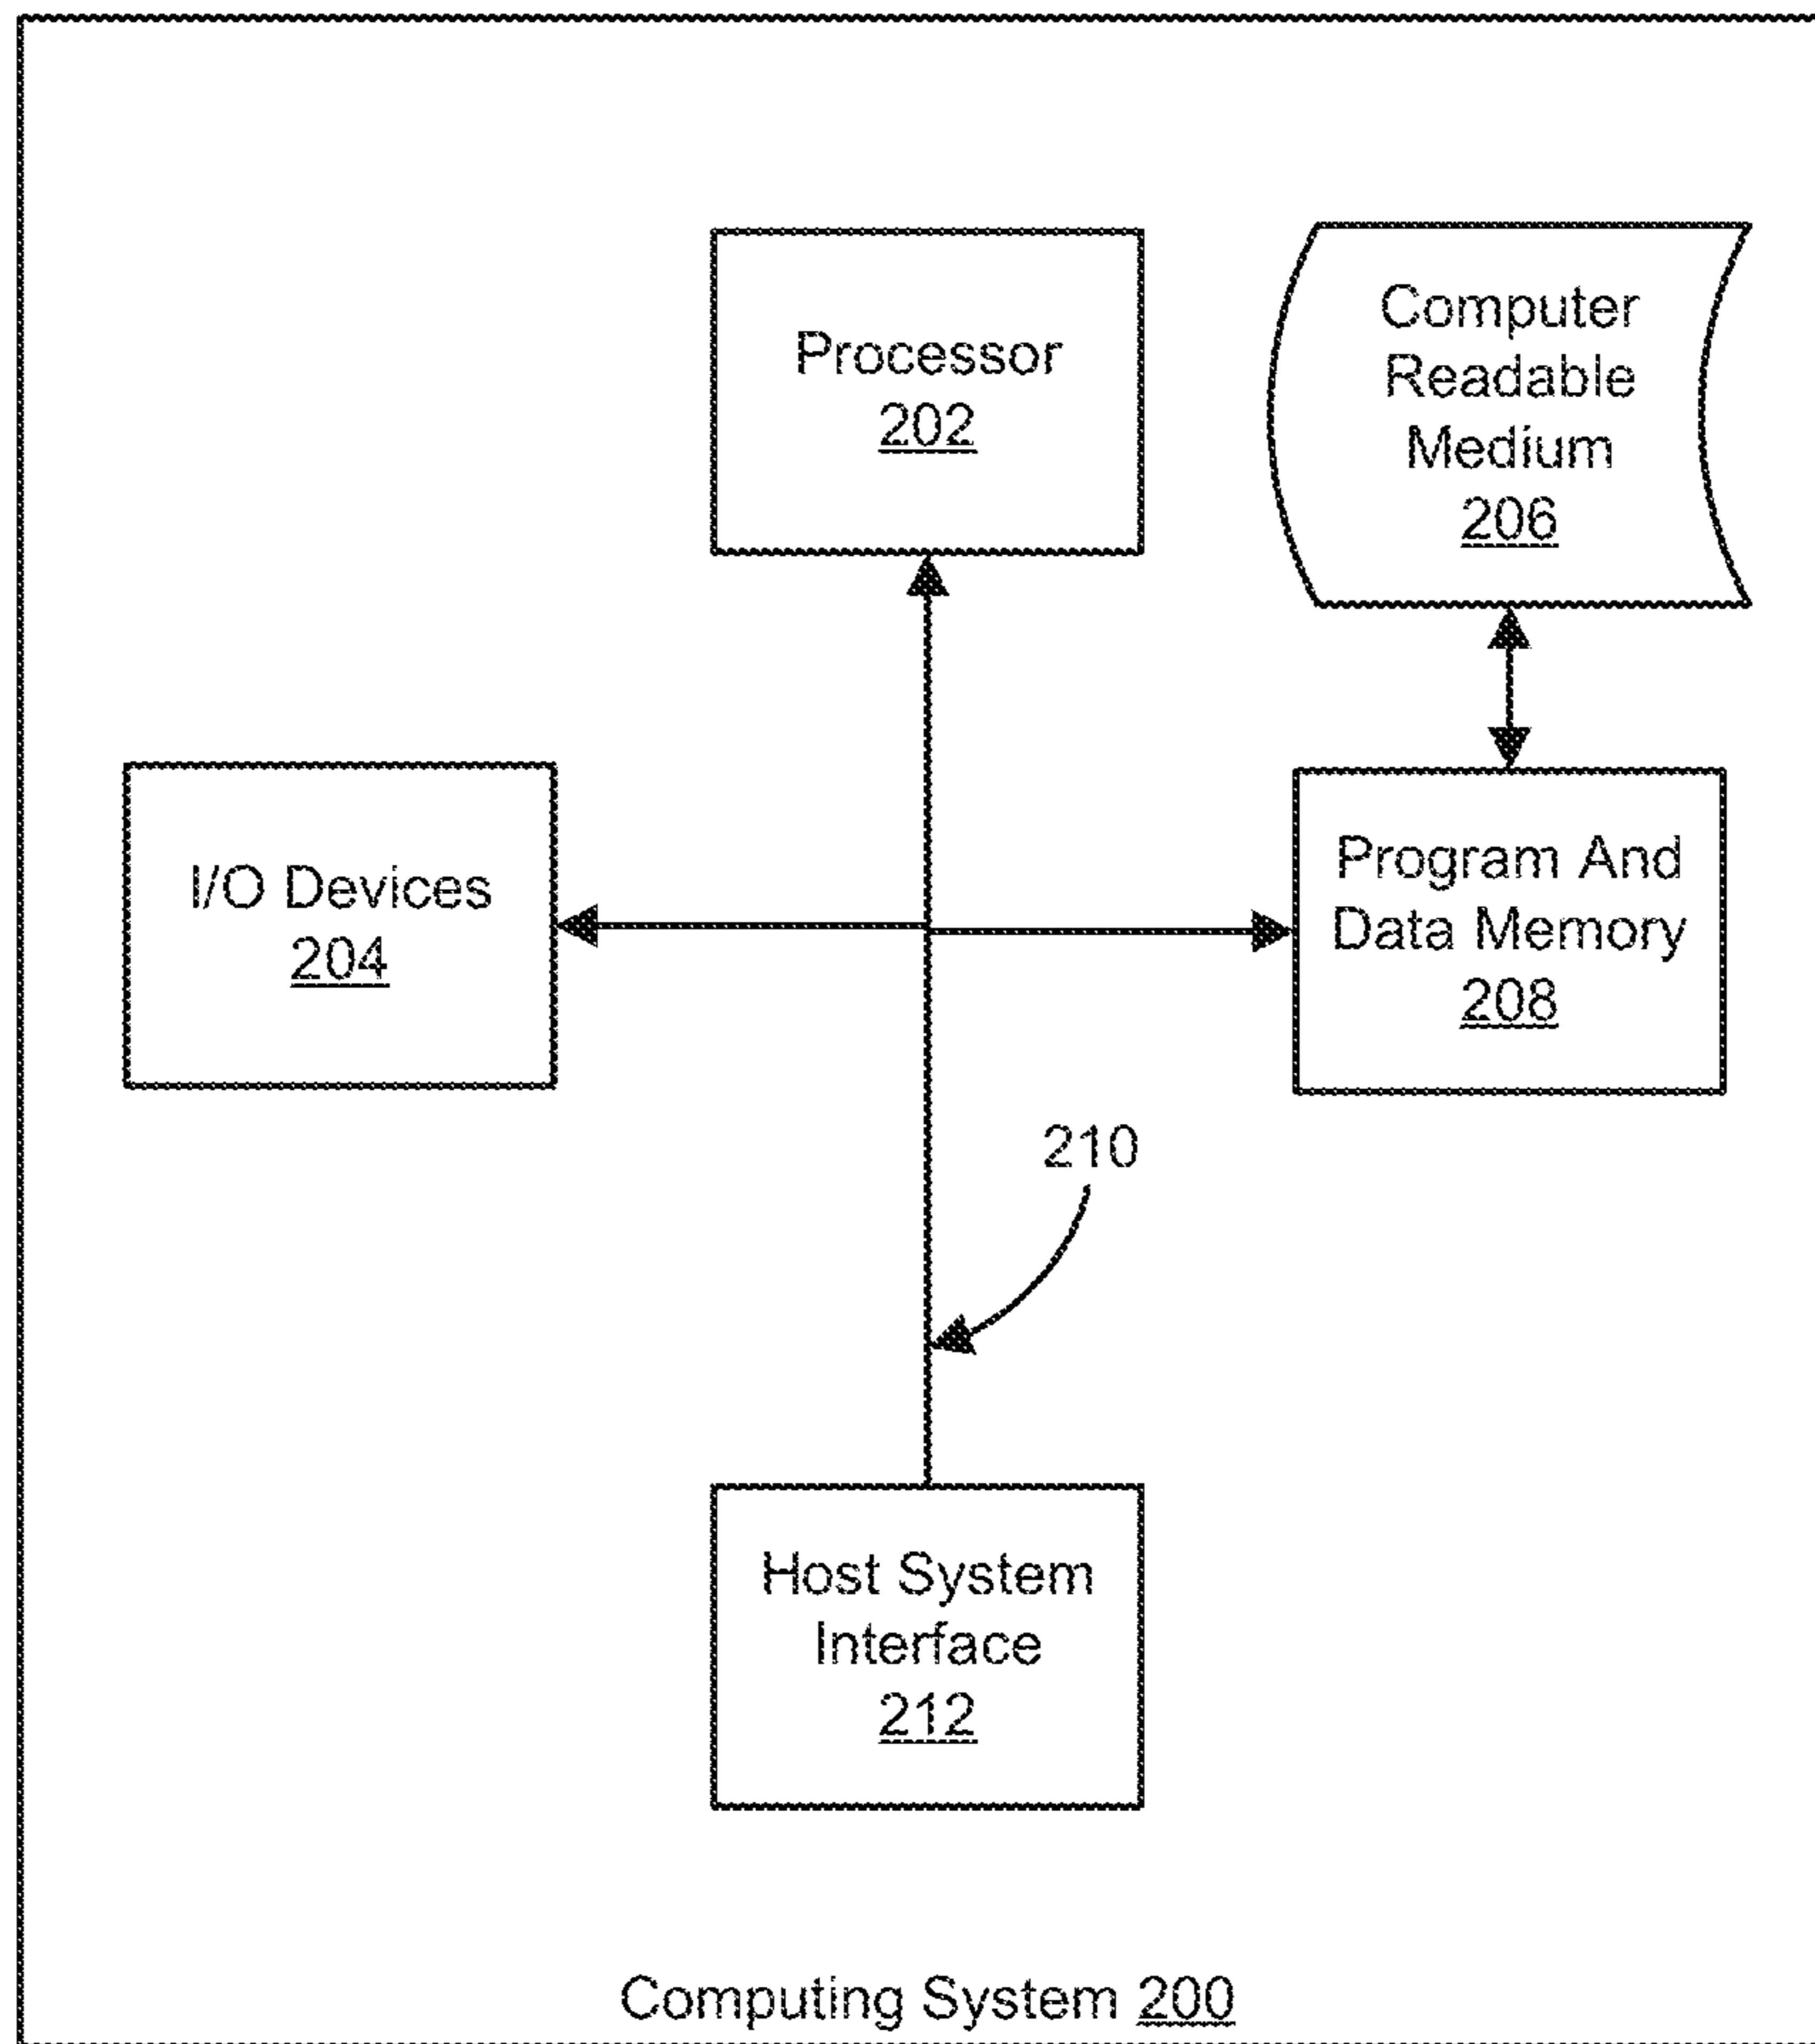 Processor
202
Computer
Readable
Medium
206
I/O Devices
204
Program And
Data Memory
208
210
Host System
Interface
212
Computing System 200